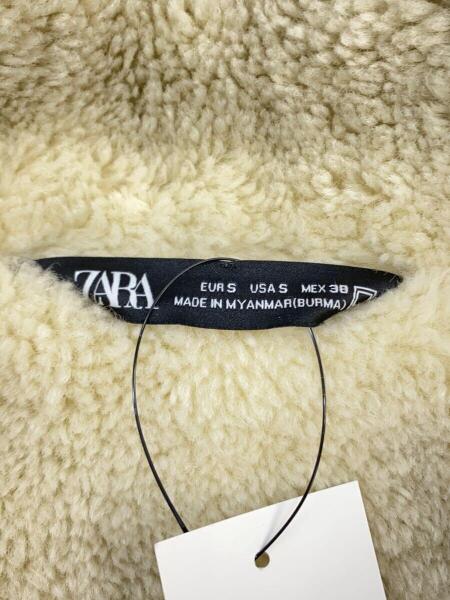 ZARA
EUR S USA S MEX 38
MADE IN MYANMAR(BURMA)